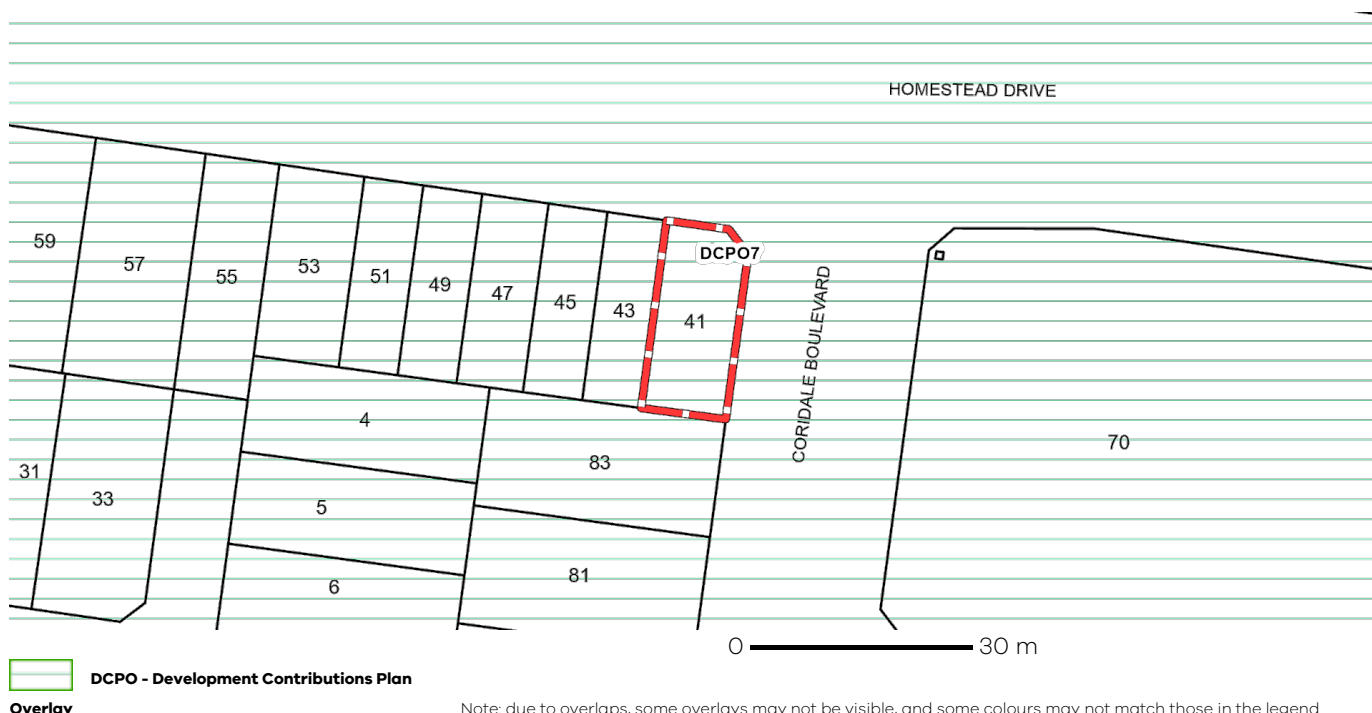 HOMESTEAD DRIVE
59
57
55
53
51
49
47
45
43
41
DCPO7
CORIDALE BOULEVARD
70
4
83
31
33
5
81
6
0 30 m
DCPO - Development Contributions Plan
Overlay
Note: due to overlaps, some overlays may not be visible, and some colours may not match those in the legend